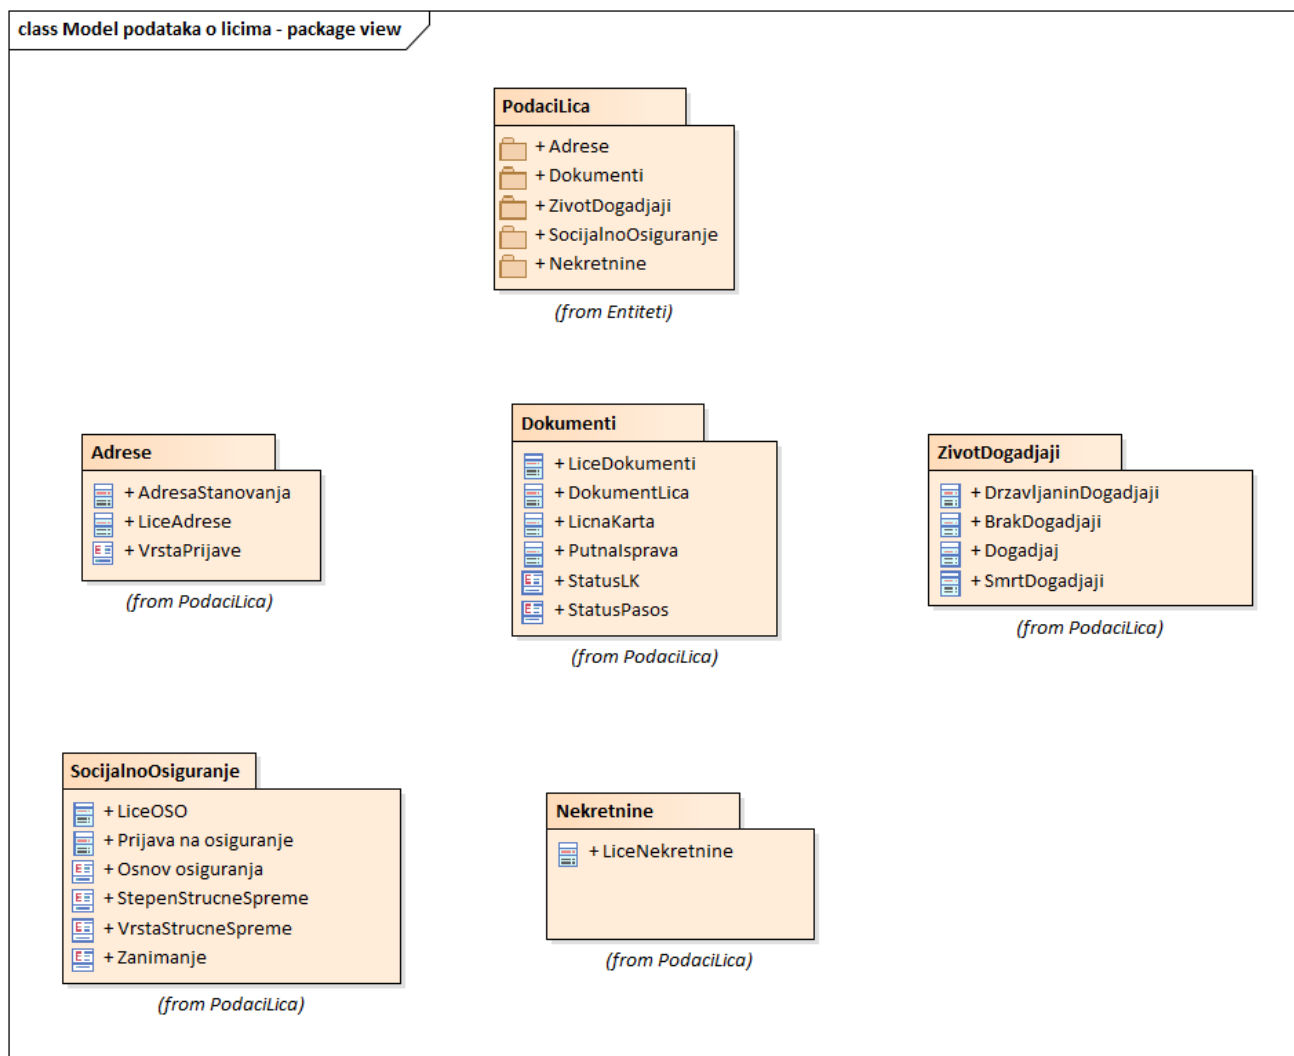 class Model podataka o licima - package view
PodaciLica
+ Adrese
+ Dokumenti
+ ZivotDogadjaji
+ SocijalnoOsiguranje
+ Nekretnine
(from Entiteti)
Adrese
+ AdresaStanovanja
+ LiceAdrese
+ VrstaPrijave
(from PodaciLica)
Dokumenti
+ LiceDokumenti
+ DokumentLica
+ LicnaKarta
+ PutnaIsprava
+ StatusLK
+ StatusPasos
(from PodaciLica)
ZivotDogadjaji
+ DrzavljaninDogadjaji
+ BrakDogadjaji
+ Dogadjaj
+ SmrtDogadjaji
(from PodaciLica)
SocijalnoOsiguranje
+ LiceOSO
+ Prijava na osiguranje
+ Osnov osiguranja
+ StepenStrucneSpreme
+ VrstaStrucneSpreme
+ Zanimanje
(from PodaciLica)
Nekretnine
+ LiceNekretnine
(from PodaciLica)